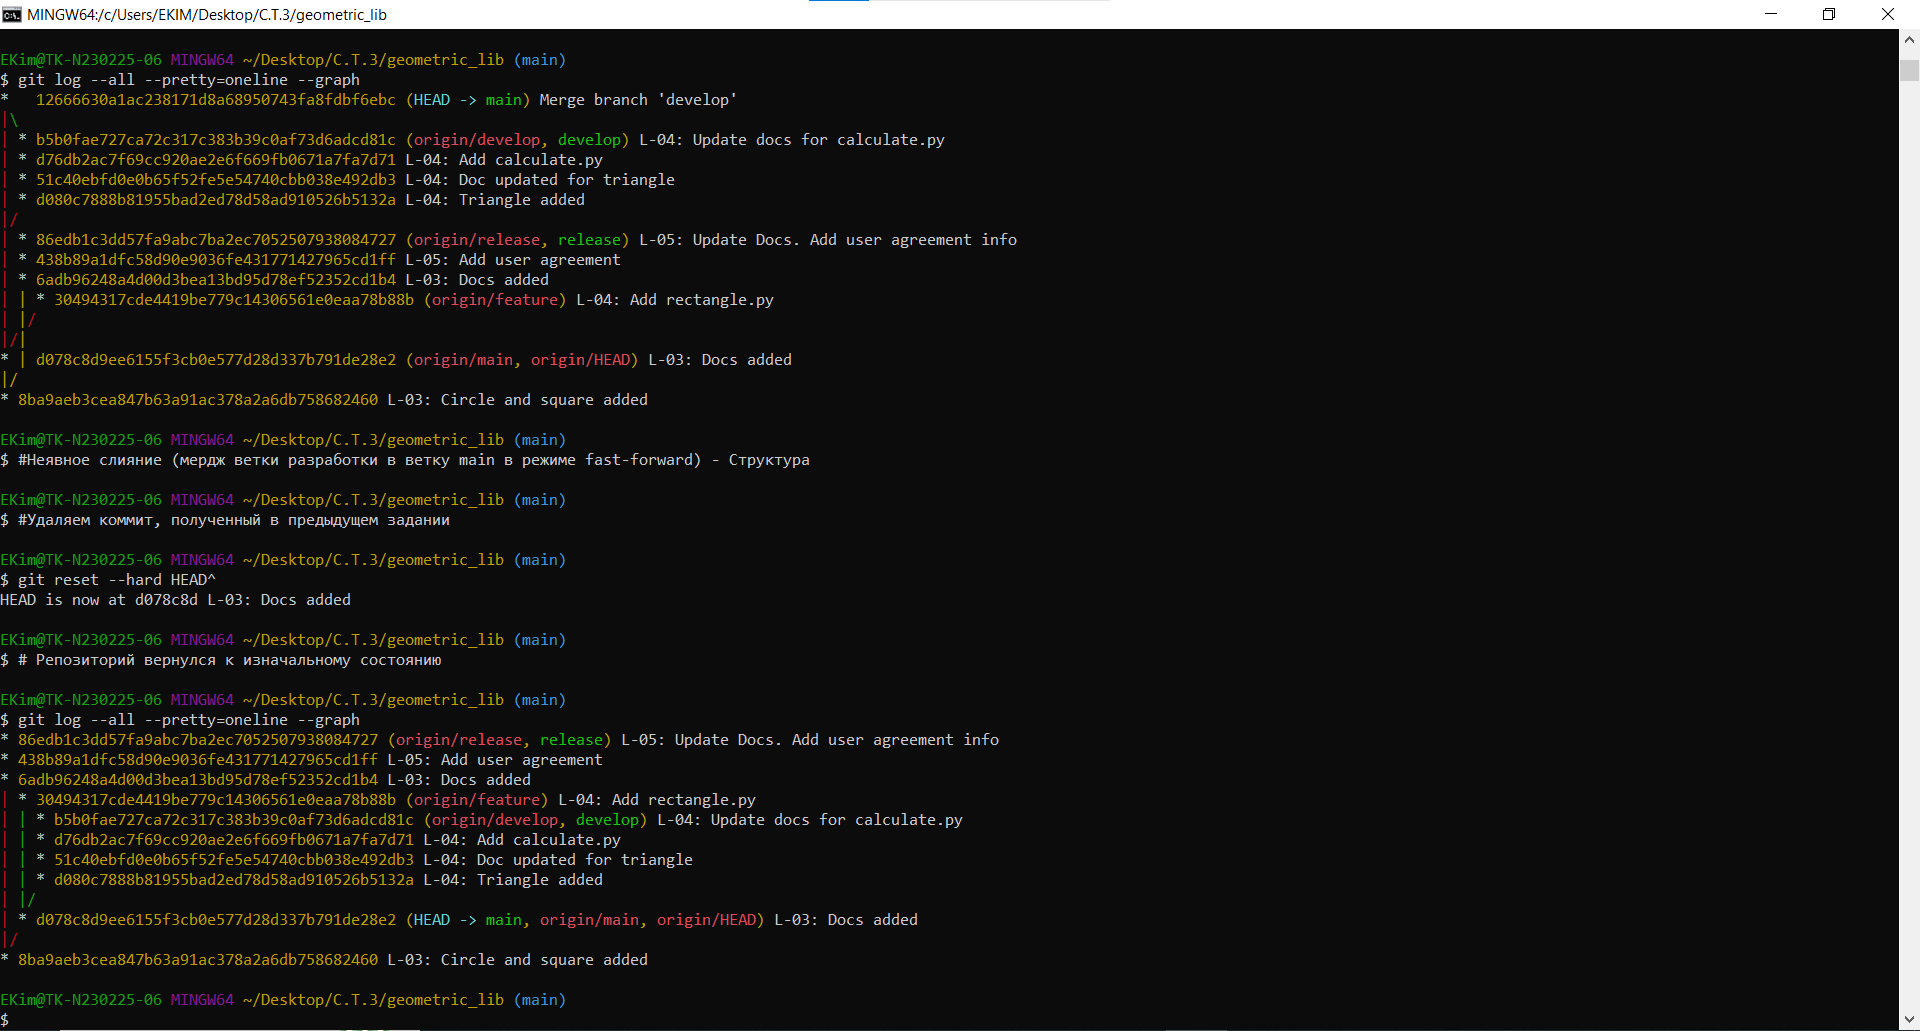 MINGW64:/c/Users/EKIM/Desktop/C.T.3/geometric_lib
EKim@TK-N230225-06 MINGW64 ~/Desktop/C.T.3/geometric_lib (main)
$ git log --all --pretty=oneline --graph
*   12666630a1ac238171d8a68950743fa8fdbf6ebc (HEAD -> main) Merge branch 'develop'
|\
| * b5b0fae727ca72c317c383b39c0af73d6adcd81c (origin/develop, develop) L-04: Update docs for calculate.py
| * d76db2ac7f69cc920ae2e6f669fb0671a7fa7d71 L-04: Add calculate.py
| * 51c40ebfd0e0b65f52fe5e54740cbb038e492db3 L-04: Doc updated for triangle
| * d080c7888b81955bad2ed78d58ad910526b5132a L-04: Triangle added
|/
| * 86edb1c3dd57fa9abc7ba2ec7052507938084727 (origin/release, release) L-05: Update Docs. Add user agreement info
| * 438b89a1dfc58d90e9036fe431771427965cd1ff L-05: Add user agreement
| * 6adb96248a4d00d3bea13bd95d78ef52352cd1b4 L-03: Docs added
| | * 30494317cde4419be779c14306561e0eaa78b88b (origin/feature) L-04: Add rectangle.py
| |/
|/|
* | d078c8d9ee6155f3cb0e577d28d337b791de28e2 (origin/main, origin/HEAD) L-03: Docs added
|/
* 8ba9aeb3cea847b63a91ac378a2a6db758682460 L-03: Circle and square added
EKim@TK-N230225-06 MINGW64 ~/Desktop/C.T.3/geometric_lib (main)
$ #Неявное слияние (мердж ветки разработки в ветку main в режиме fast-forward) - Структура
EKim@TK-N230225-06 MINGW64 ~/Desktop/C.T.3/geometric_lib (main)
$ #Удаляем коммит, полученный в предыдущем задании
EKim@TK-N230225-06 MINGW64 ~/Desktop/C.T.3/geometric_lib (main)
$ git reset --hard HEAD^
HEAD is now at d078c8d L-03: Docs added
EKim@TK-N230225-06 MINGW64 ~/Desktop/C.T.3/geometric_lib (main)
$ # Репозиторий вернулся к изначальному состоянию
EKim@TK-N230225-06 MINGW64 ~/Desktop/C.T.3/geometric_lib (main)
$ git log --all --pretty=oneline --graph
* 86edb1c3dd57fa9abc7ba2ec7052507938084727 (origin/release, release) L-05: Update Docs. Add user agreement info
* 438b89a1dfc58d90e9036fe431771427965cd1ff L-05: Add user agreement
* 6adb96248a4d00d3bea13bd95d78ef52352cd1b4 L-03: Docs added
| * 30494317cde4419be779c14306561e0eaa78b88b (origin/feature) L-04: Add rectangle.py
| | * b5b0fae727ca72c317c383b39c0af73d6adcd81c (origin/develop, develop) L-04: Update docs for calculate.py
| | * d76db2ac7f69cc920ae2e6f669fb0671a7fa7d71 L-04: Add calculate.py
| | * 51c40ebfd0e0b65f52fe5e54740cbb038e492db3 L-04: Doc updated for triangle
| | * d080c7888b81955bad2ed78d58ad910526b5132a L-04: Triangle added
| |/
| * d078c8d9ee6155f3cb0e577d28d337b791de28e2 (HEAD -> main, origin/main, origin/HEAD) L-03: Docs added
|/
* 8ba9aeb3cea847b63a91ac378a2a6db758682460 L-03: Circle and square added
EKim@TK-N230225-06 MINGW64 ~/Desktop/C.T.3/geometric_lib (main)
$